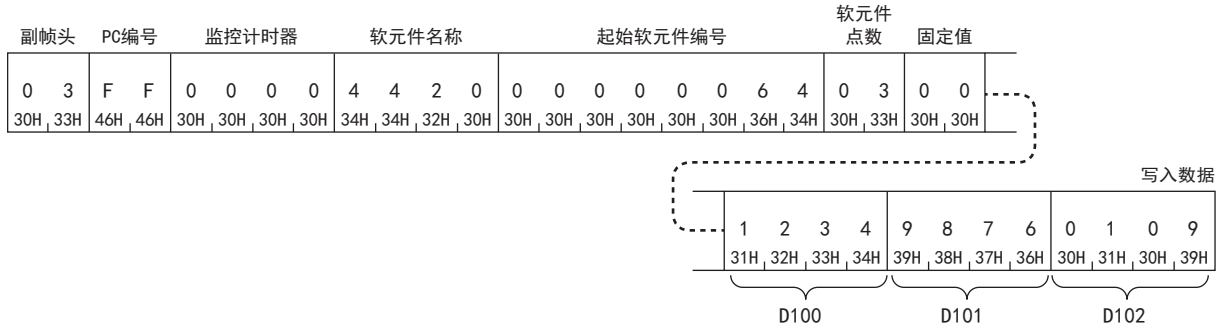 软元件
副帧头 PC编号 监控计时器 软元件名称 起始软元件编号 点数 固定值
0 3 F F 0 0 0 0 4 4 2 0 0 0 0 0 0 0 6 4 0 3 0 0
30H 33H 46H 46H 30H 30H 30H 30H 34H 34H 32H 30H 30H 30H 30H 30H 30H 30H 36H 34H 30H 33H 30H 30H
写入数据
1 2 3 4 9 8 7 6 0 1 0 9
31H 32H 33H 34H 39H 38H 37H 36H 30H 31H 30H 39H
D100 D101 D102